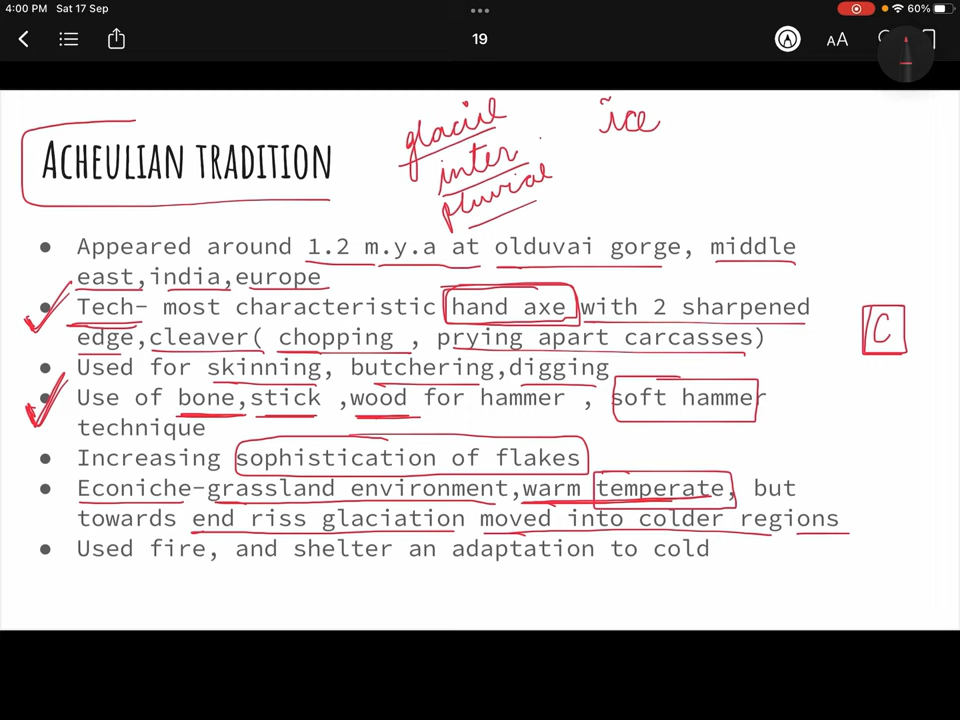 4:00 PM Sat 17 Sep
60%
19
AA
glacial
ice
Acheulian tradition
inter
pluvial
● Appeared around 1.2 m.y.a at olduvai gorge, middle
east,india,europe
● Tech- most characteristic hand axe with 2 sharpened
edge,cleaver( chopping , prying apart carcasses)
C
● Used for skinning, butchering,digging
● Use of bone,stick ,wood for hammer , soft hammer
technique
● Increasing sophistication of flakes
● Econiche-grassland environment,warm temperate, but
towards end riss glaciation moved into colder regions
● Used fire, and shelter an adaptation to cold